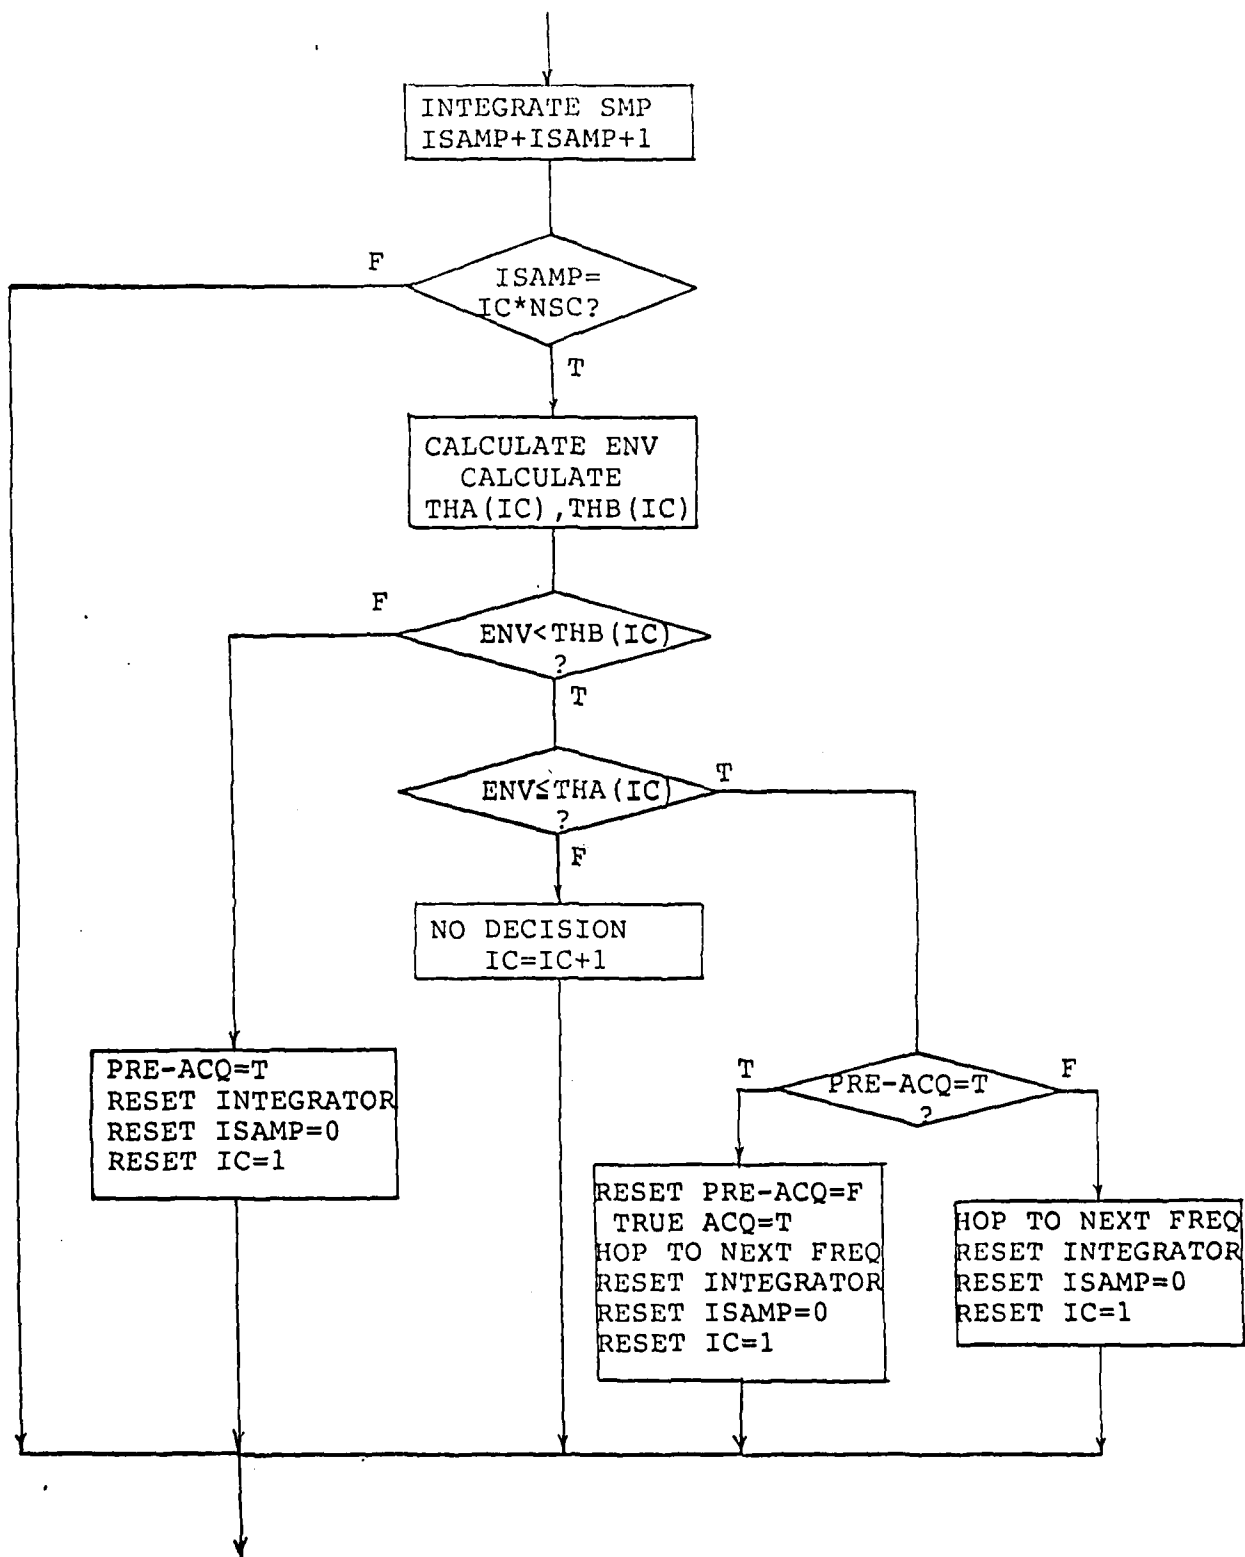 INTEGRATE SMP
ISAMP+ISAMP+1
F
ISAMP=
IC*NSC?
T
CALCULATE ENV
CALCULATE
THA(IC),THB(IC)
F
ENV<THB(IC)
?
T
ENV≤THA(IC)
?
T
F
NO DECISION
IC=IC+1
PRE-ACQ=T
RESET INTEGRATOR
RESET ISAMP=0
RESET IC=1
T
PRE-ACQ=T
?
F
RESET PRE-ACQ=F
TRUE ACQ=T
HOP TO NEXT FREQ
RESET INTEGRATOR
RESET ISAMP=0
RESET IC=1
HOP TO NEXT FREQ
RESET INTEGRATOR
RESET ISAMP=0
RESET IC=1